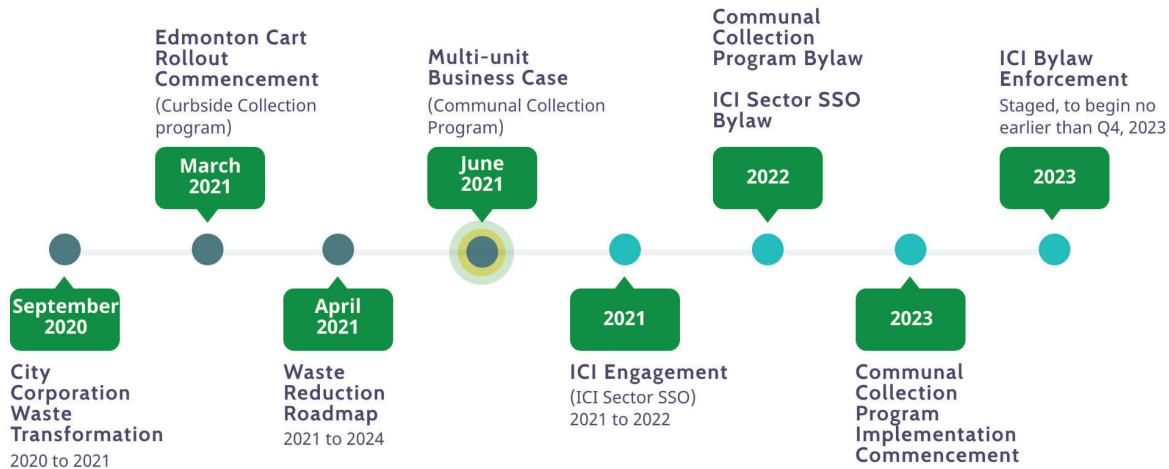 Edmonton Cart
Rollout
Commencement
(Curbside Collection
program)
March
2021
Multi-unit
Business Case
(Communal Collection
Program)
June
2021
Communal
Collection
Program Bylaw
ICI Sector SSO
Bylaw
2022
ICI Bylaw
Enforcement
Staged, to begin no
earlier than Q4, 2023
2023
September
2020
City
Corporation
Waste
Transformation
2020 to 2021
April
2021
Waste
Reduction
Roadmap
2021 to 2024
2021
ICI Engagement
(ICI Sector SSO)
2021 to 2022
2023
Communal
Collection
Program
Implementation
Commencement